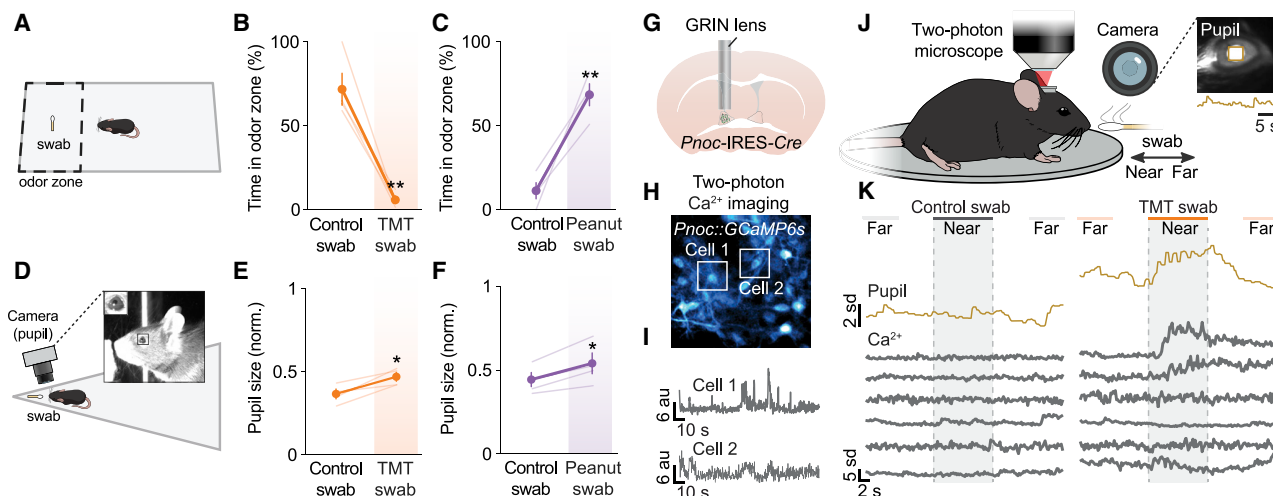 A
swab
odor zone
B
Time in odor zone (%)
100
50
0
**
Control
swab
TMT
swab
C
Time in odor zone (%)
100
50
0
**
Control
swab
Peanut
swab
D
Camera
(pupil)
swab
E
Pupil size (norm.)
1
0.5
0
*
Control
swab
TMT
swab
F
Pupil size (norm.)
1
0.5
0
*
Control
swab
Peanut
swab
G
GRIN lens
Pnoc-IRES-Cre
H
Two-photon
Ca²⁺ imaging
Pnoc::GCaMP6s
Cell 1
Cell 2
I
Cell 1
6 au
10 s
Cell 2
6 au
10 s
J
Two-photon
microscope
Camera
Pupil
5 s
swab
Near Far
K
Control swab
Far
Near
Far
TMT swab
Far
Near
Far
Pupil
2 sd
Ca²⁺
5 sd
2 s